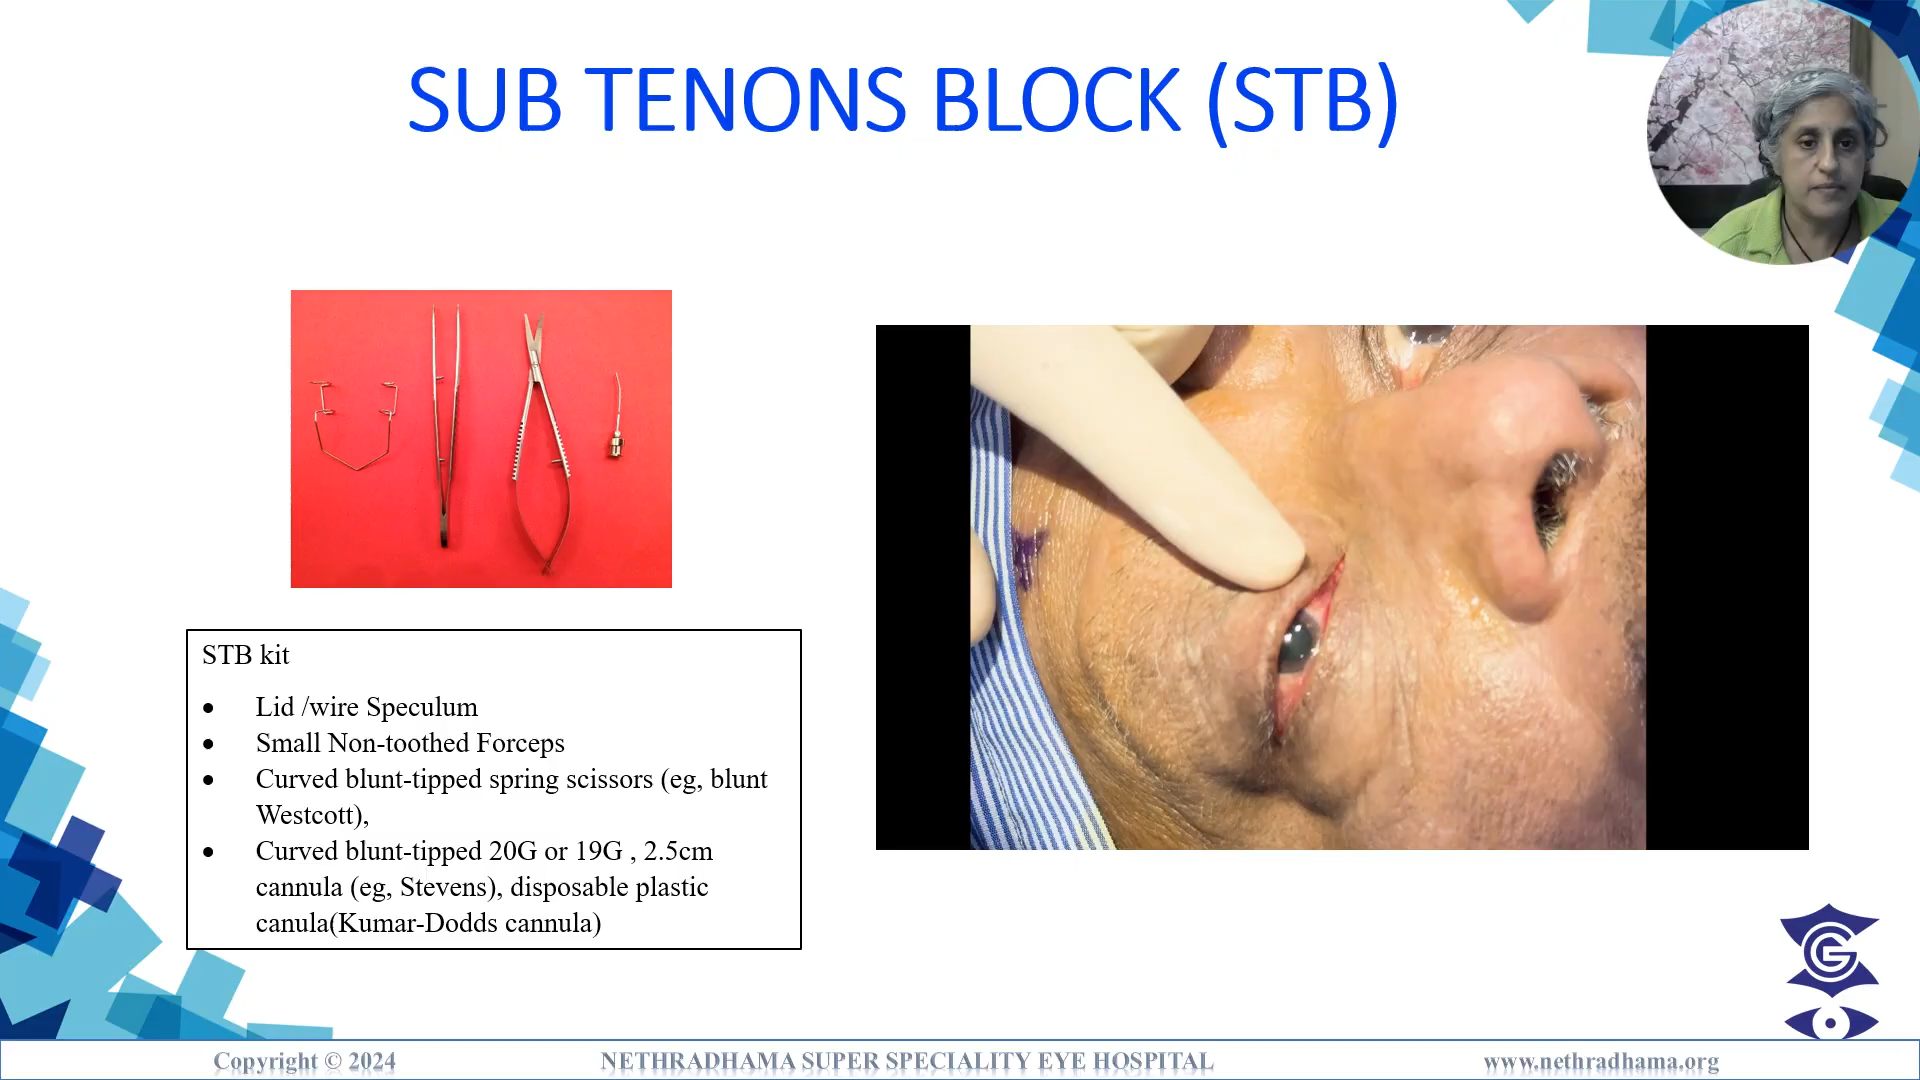 SUB TENONS BLOCK (STB)
STB kit
• Lid /wire Speculum
• Small Non-toothed Forceps
• Curved blunt-tipped spring scissors (eg, blunt
Westcott),
• Curved blunt-tipped 20G or 19G , 2.5cm
cannula (eg, Stevens), disposable plastic
canula(Kumar-Dodds cannula)
Copyright © 2024
NETHRADHAMA SUPER SPECIALITY EYE HOSPITAL
www.nethradhama.org